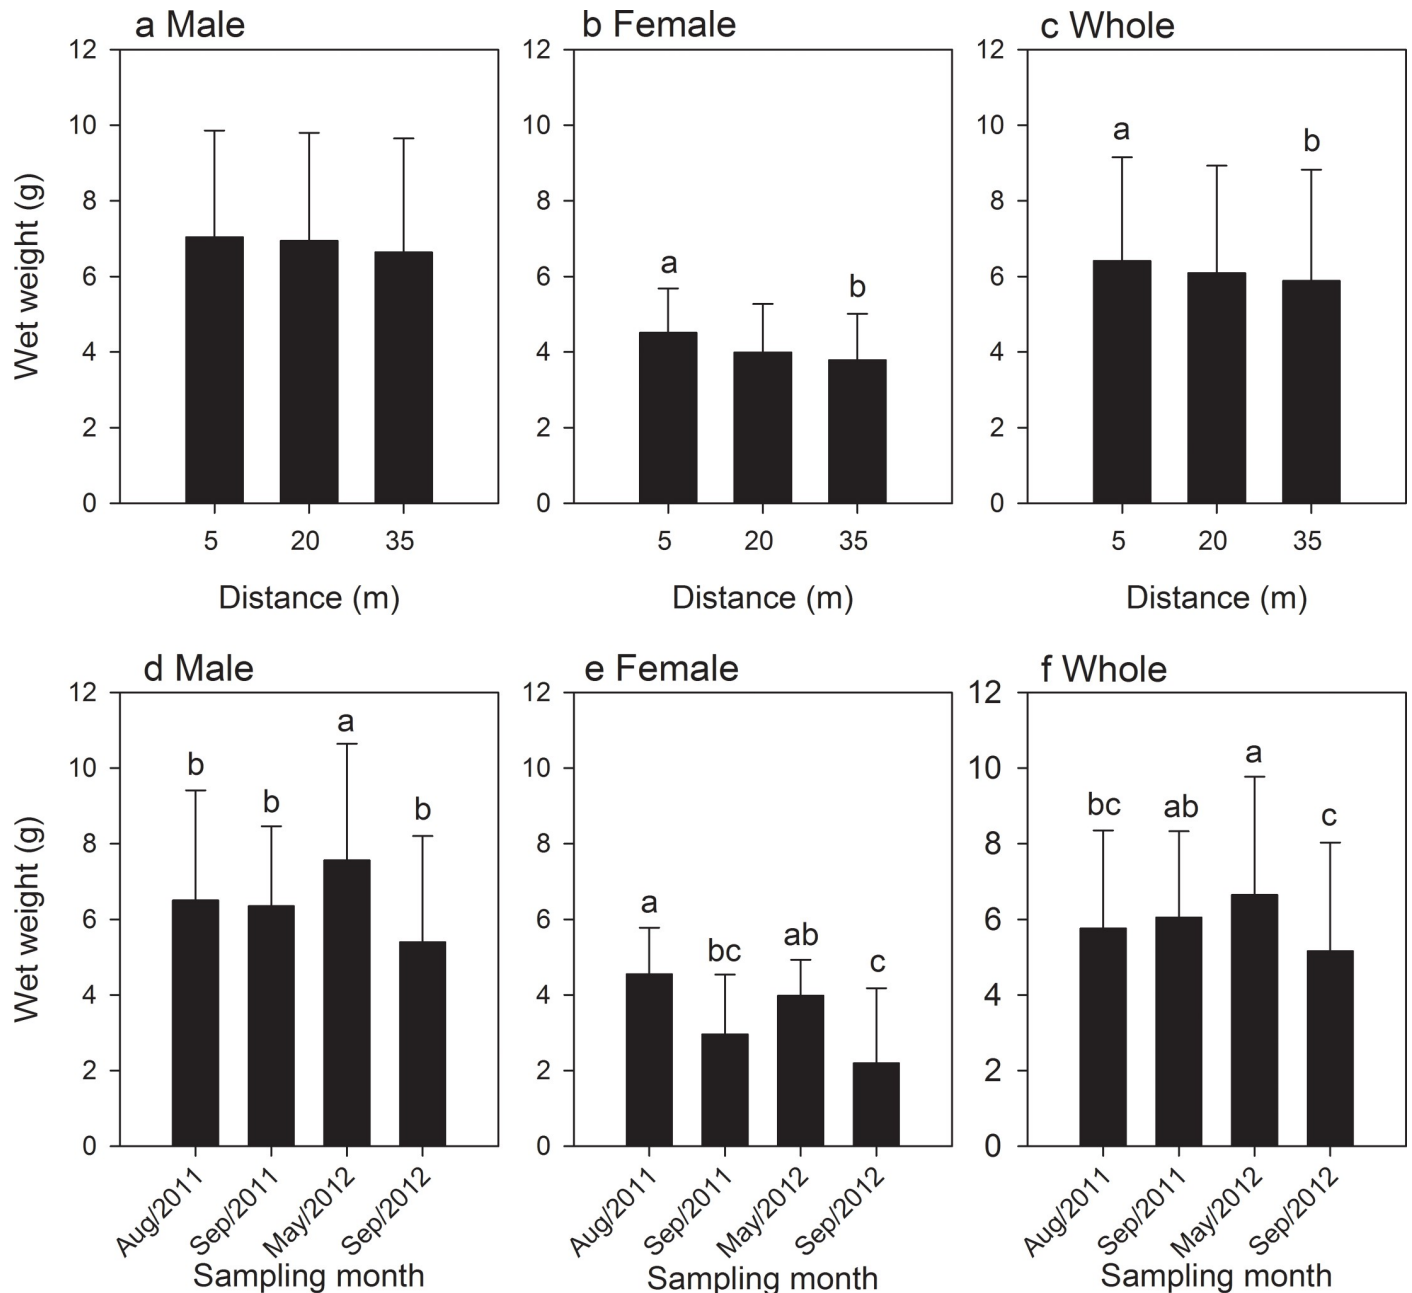 a Male
b Female
c Whole
12
10
8
6
4
2
0
Wet weight (g)
5 20 35
Distance (m)
12
10
a
8
6
b
4
2
0
5 20 35
Distance (m)
12
10
a
b
8
6
4
2
0
5 20 35
Distance (m)
d Male
e Female
f Whole
12
10
8
6
4
2
0
Wet weight (g)
b
b
a
b
Aug/2011
Sep/2011
May/2012
Sep/2012
Sampling month
12
10
8
6
4
2
0
a
bc
ab
c
Aug/2011
Sep/2011
May/2012
Sep/2012
Sampling month
12
10
8
6
4
2
0
bc
ab
a
c
Aug/2011
Sep/2011
May/2012
Sep/2012
Sampling month